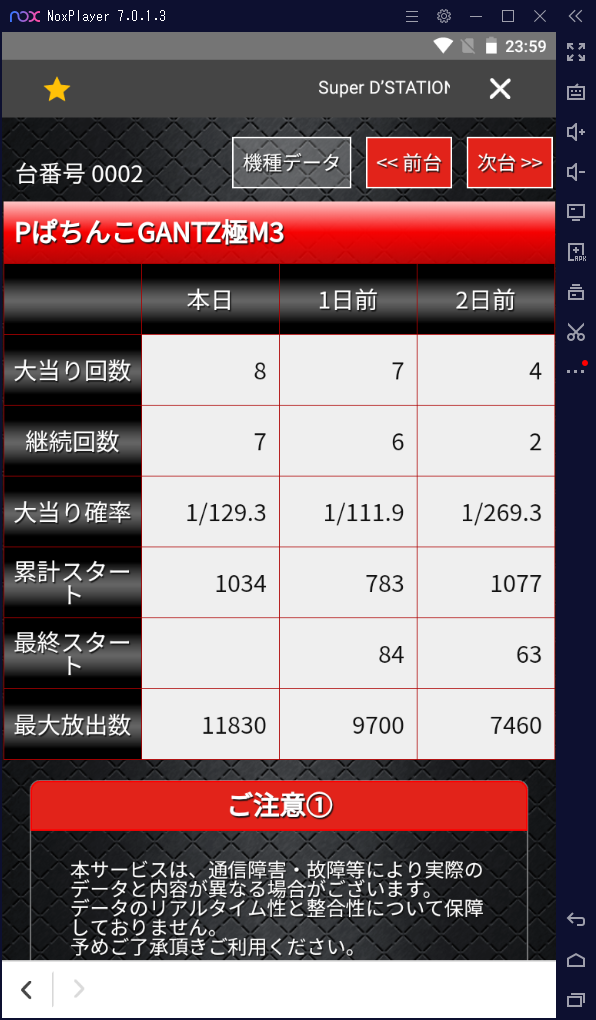 nox NoxPlayer 7.0.1.3
23:59
Super D'STATION
台番号 0002
機種データ
<< 前台
次台 >>
PぱちんこGANTZ極M3
本日 1日前 2日前
大当り回数 8 7 4
継続回数 7 6 2
大当り確率 1/129.3 1/111.9 1/269.3
累計スター
ト 1034 783 1077
最終スター
ト 84 63
最大放出数 11830 9700 7460
ご注意①
本サービスは、通信障害・故障等により実際の
データと内容が異なる場合がございます。
データのリアルタイム性と整合性について保障
しておりません。
予めご了承頂きご利用ください。